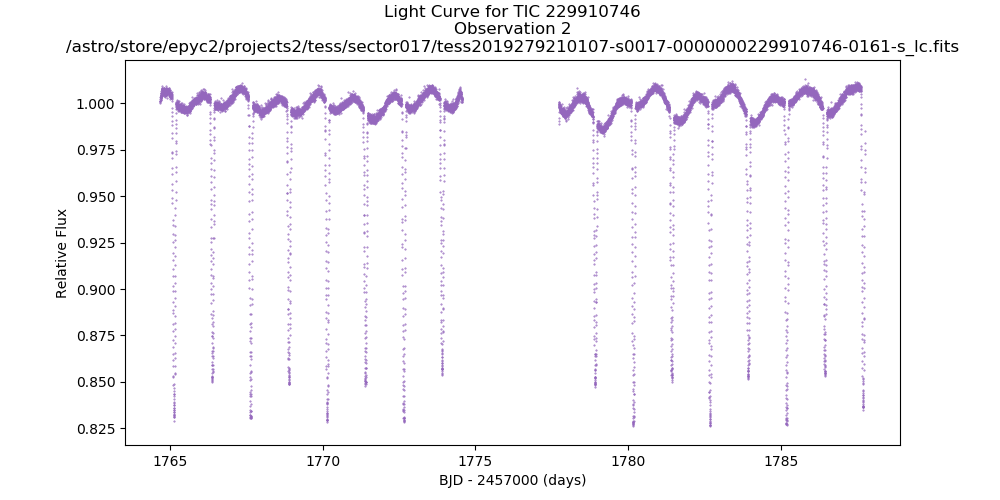 Light Curve for TIC 229910746
Observation 2
/astro/store/epyc2/projects2/tess/sector017/tess2019279210107-s0017-0000000229910746-0161-s_lc.fits
1.000
0.975
0.950
0.925
0.900
0.875
0.850
0.825
Relative Flux
1765 1770 1775 1780 1785
BJD - 2457000 (days)